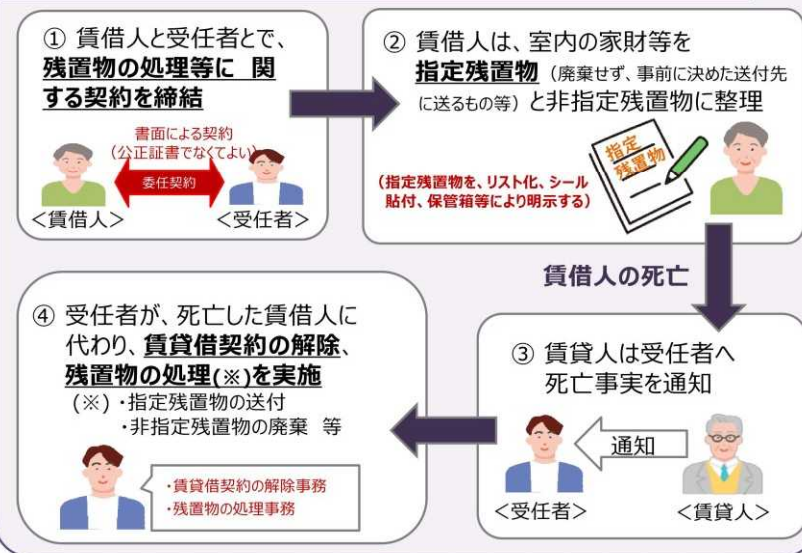 ① 賃借人と受任者とで、
残置物の処理等に 関
する契約を締結
書面による契約
(公正証書でなくてよい)
委任契約
<賃借人>
<受任者>
② 賃借人は、室内の家財等を
指定残置物（廃棄せず、事前に決めた送付先
に送るもの等）と非指定残置物に整理
指定
残置物
(指定残置物を、リスト化、シール
貼付、保管箱等により明示する)
賃借人の死亡
③ 賃貸人は受任者へ
死亡事実を通知
通知
<受任者>
<賃貸人>
④ 受任者が、死亡した賃借人に
代わり、賃貸借契約の解除、
残置物の処理(※)を実施
(※)・指定残置物の送付
・非指定残置物の廃棄 等
・賃貸借契約の解除事務
・残置物の処理事務